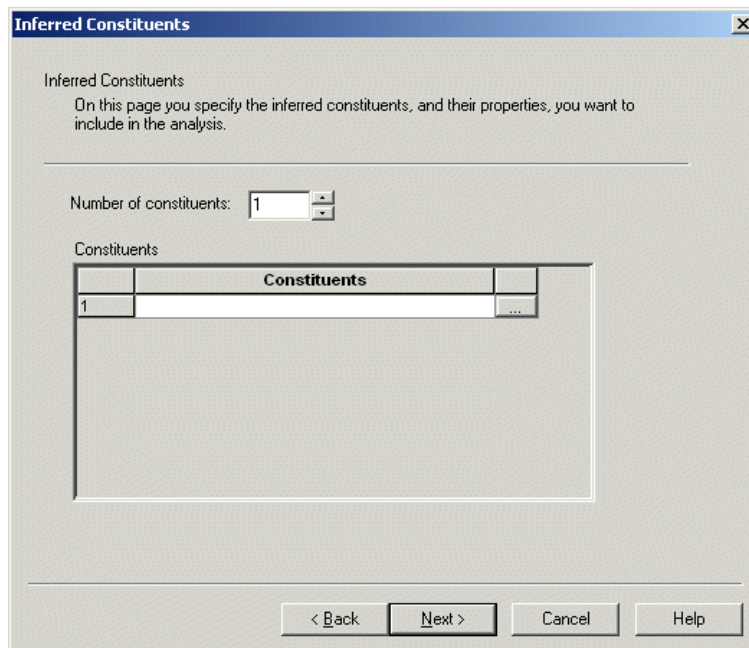 Inferred Constituents
Inferred Constituents
On this page you specify the inferred constituents, and their properties, you want to
include in the analysis.
Number of constituents: 1
Constituents
Constituents
1 ...
< Back Next > Cancel Help